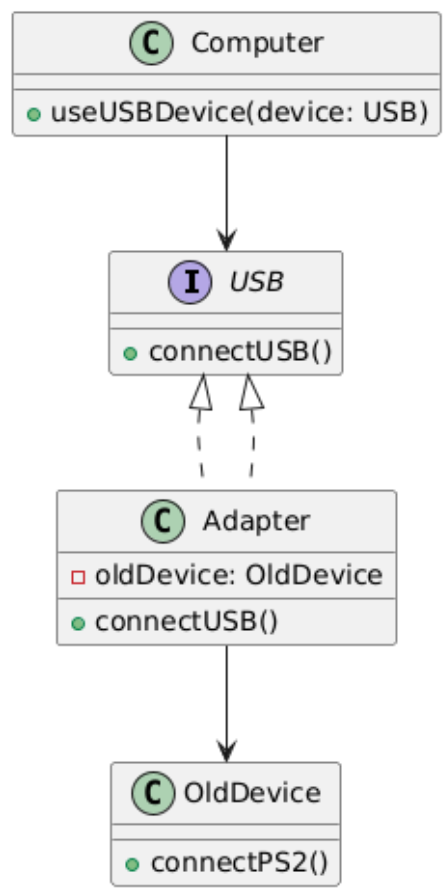 C Computer
useUSBDevice(device: USB)
I USB
connectUSB()
C Adapter
oldDevice: OldDevice
connectUSB()
C OldDevice
connectPS2()